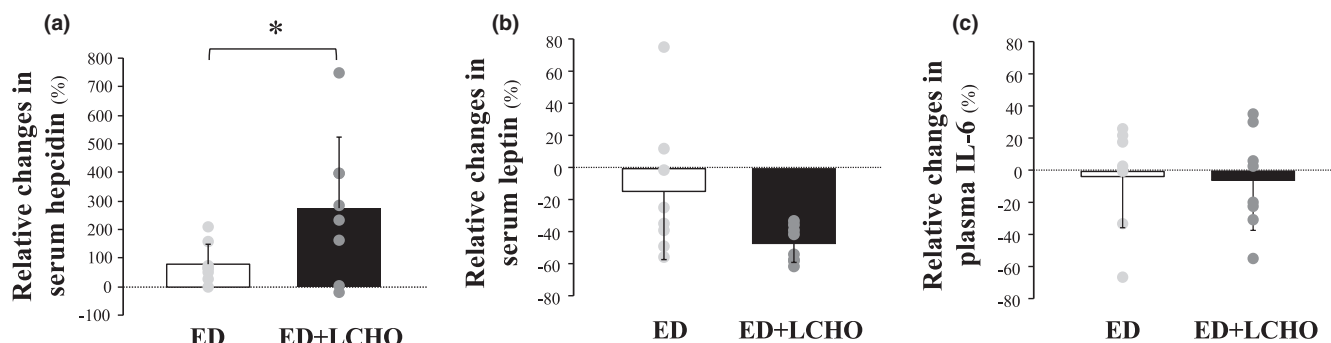 (a)
*
Relative changes in
serum hepcidin (%)
800
700
600
500
400
300
200
100
0
-100
ED
ED+LCHO
(b)
Relative changes in
serum leptin (%)
80
60
40
20
0
-20
-40
-60
80
ED
ED+LCHO
(c)
Relative changes in
plasma IL-6 (%)
80
60
40
20
0
-20
-40
-60
80
ED
ED+LCHO